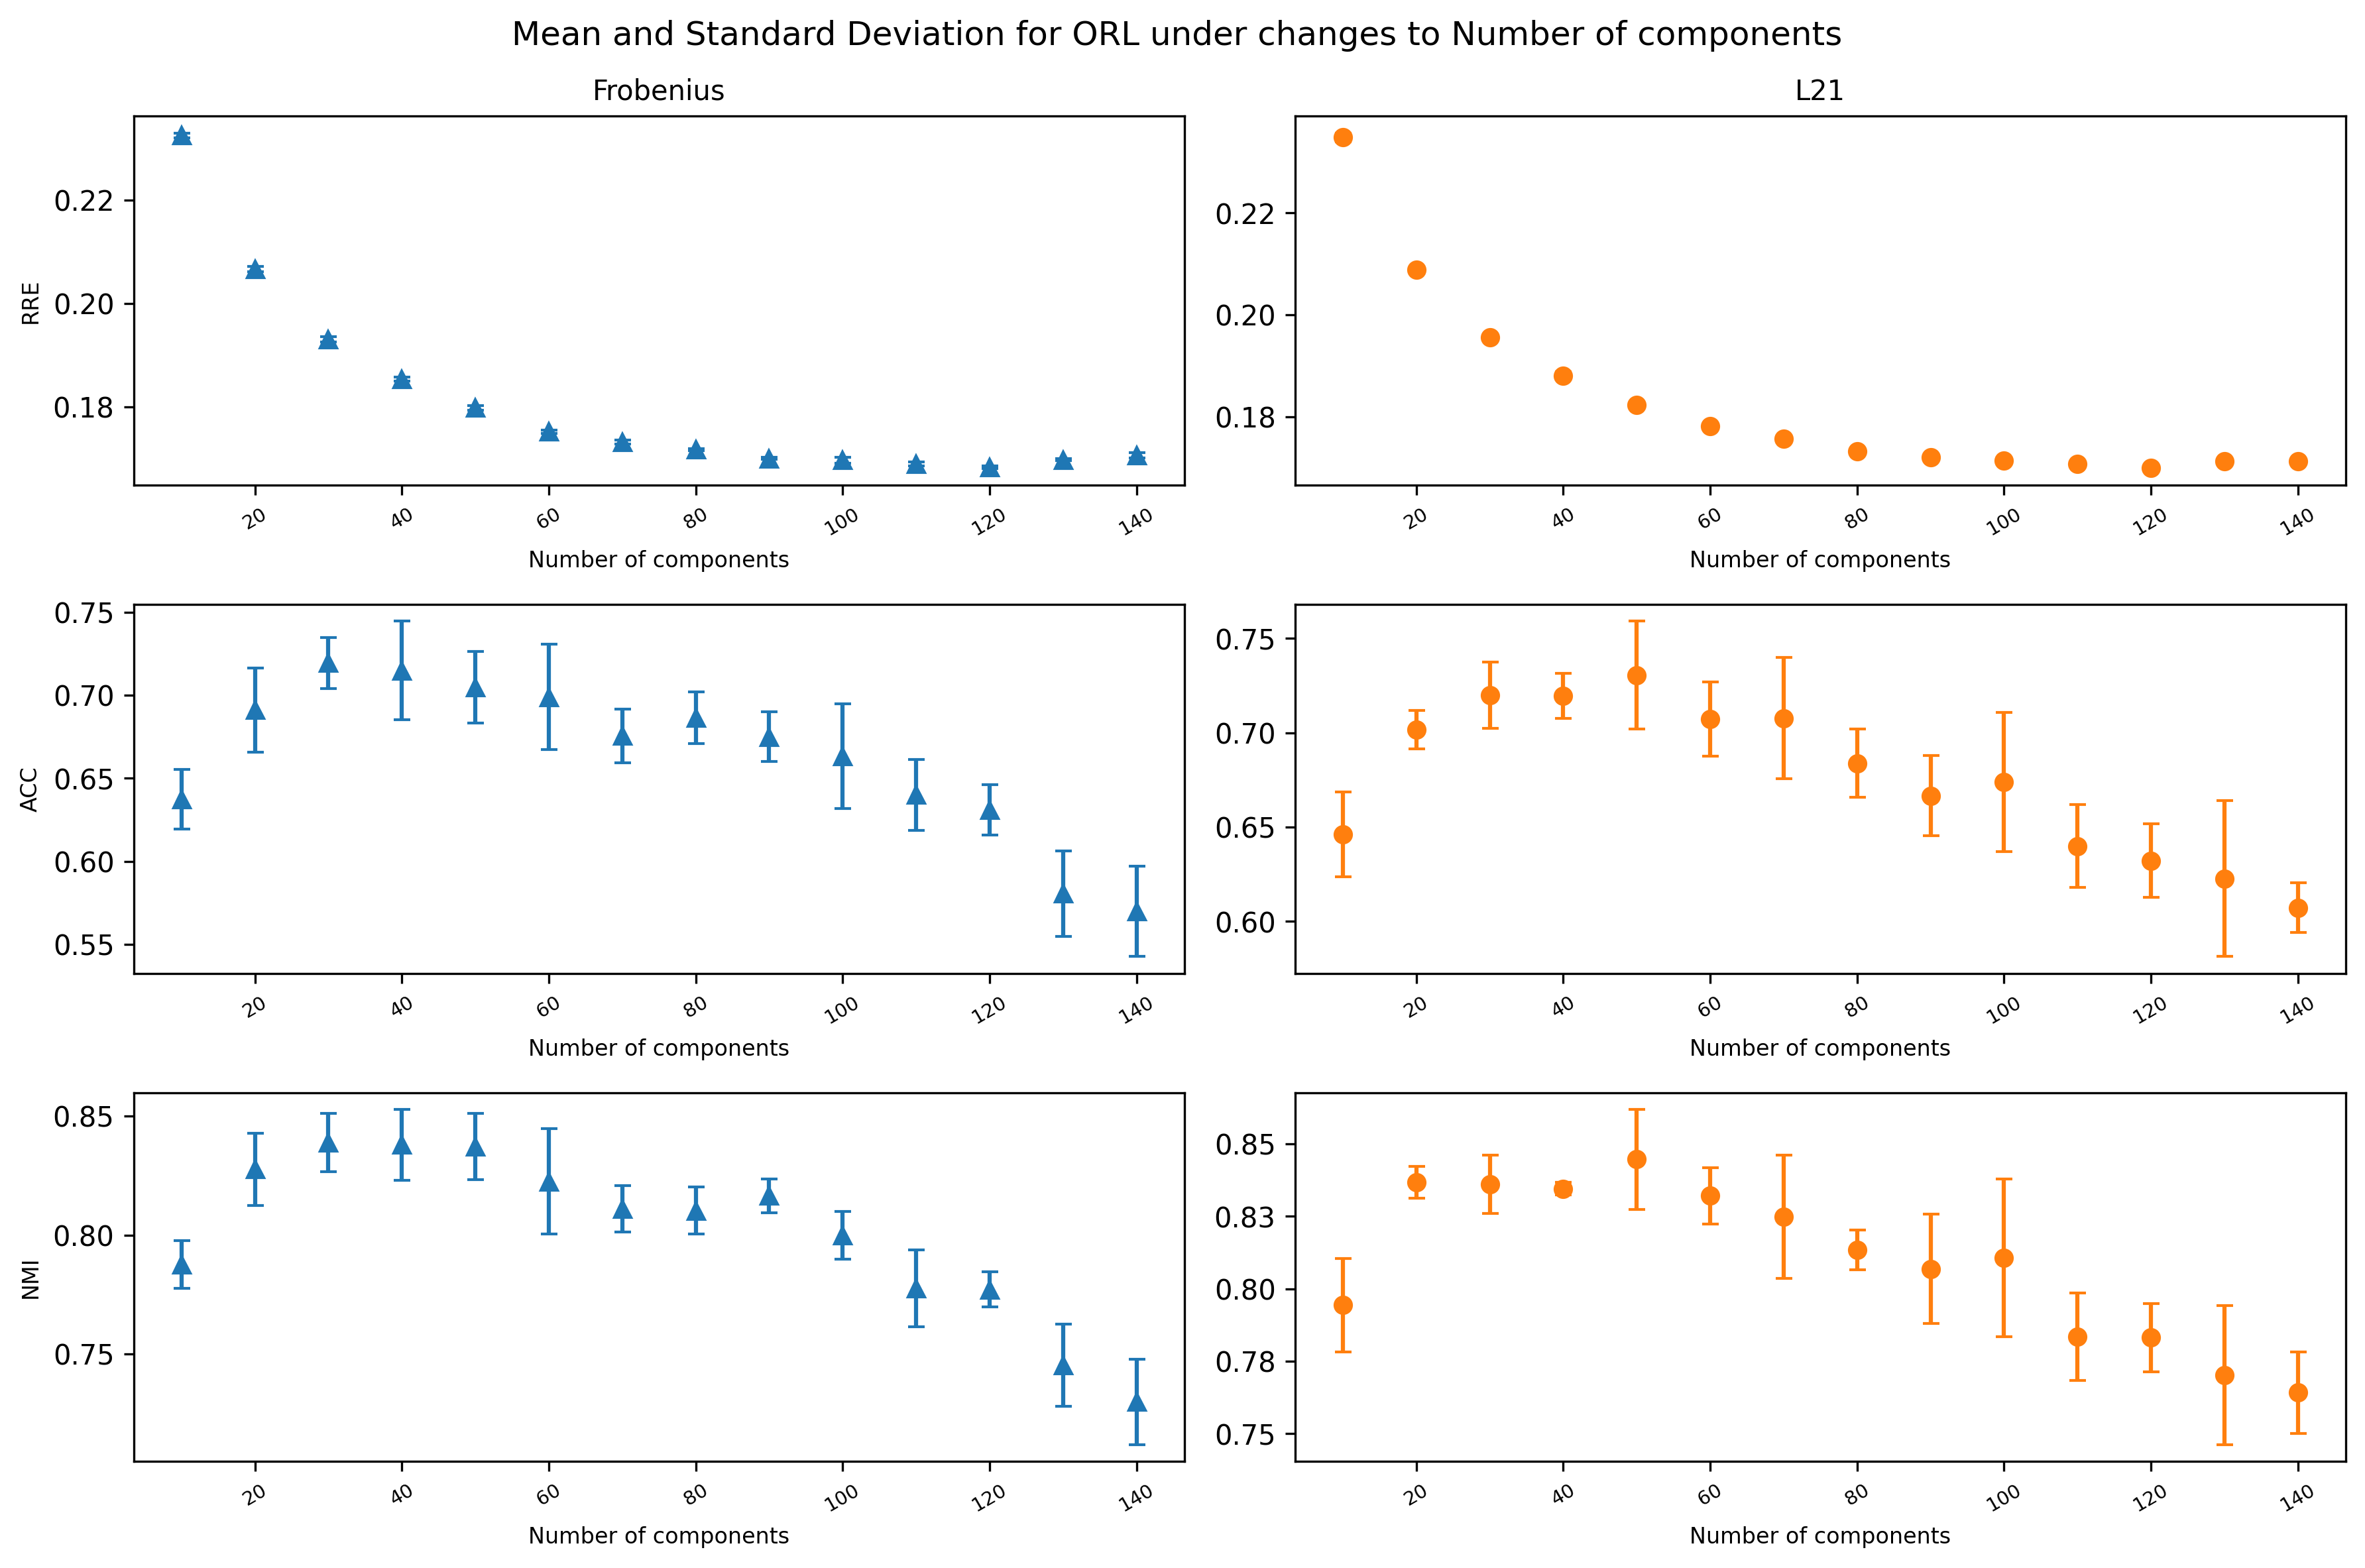 Mean and Standard Deviation for ORL under changes to Number of components
Frobenius
L21
RRE
0.22
0.20
0.18
20 40 60 80 100 120 140
Number of components
0.22
0.20
0.18
20 40 60 80 100 120 140
Number of components
ACC
0.75
0.70
0.65
0.60
0.55
20 40 60 80 100 120 140
Number of components
0.75
0.70
0.65
0.60
20 40 60 80 100 120 140
Number of components
NMI
0.85
0.80
0.75
20 40 60 80 100 120 140
Number of components
0.85
0.83
0.80
0.78
0.75
20 40 60 80 100 120 140
Number of components